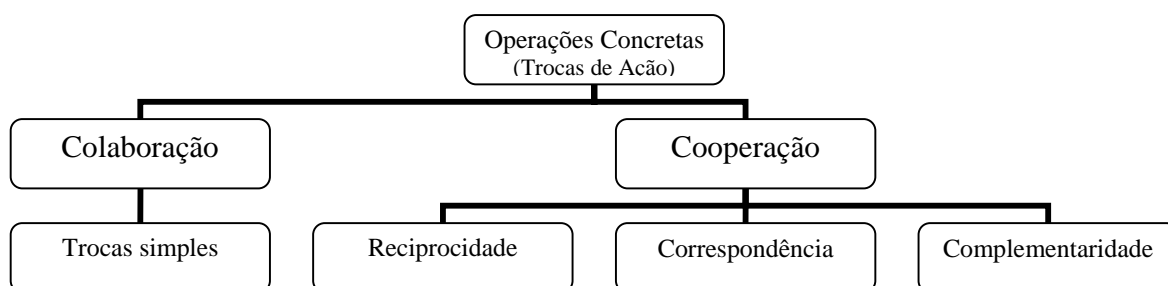 Operações Concretas
(Trocas de Ação)
Colaboração
Cooperação
Trocas simples
Reciprocidade
Correspondência
Complementaridade